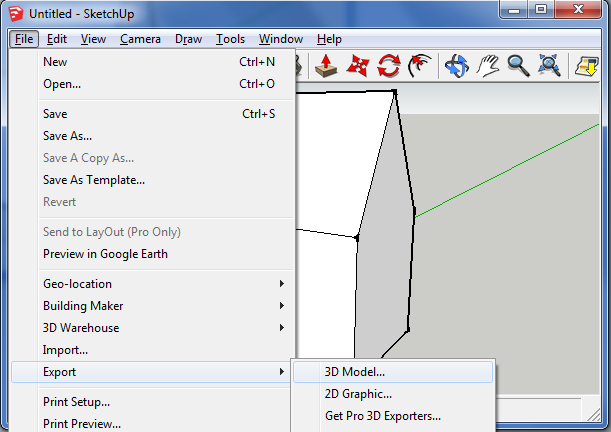 Untitled - SketchUp
File Edit View Camera Draw Tools Window Help
New Ctrl+N
Open... Ctrl+O
Save Ctrl+S
Save As...
Save A Copy As...
Save As Template...
Revert
Send to LayOut (Pro Only)
Preview in Google Earth
Geo-location
Building Maker
3D Warehouse
Import...
Export
3D Model...
2D Graphic...
Get Pro 3D Exporters...
Print Setup...
Print Preview...